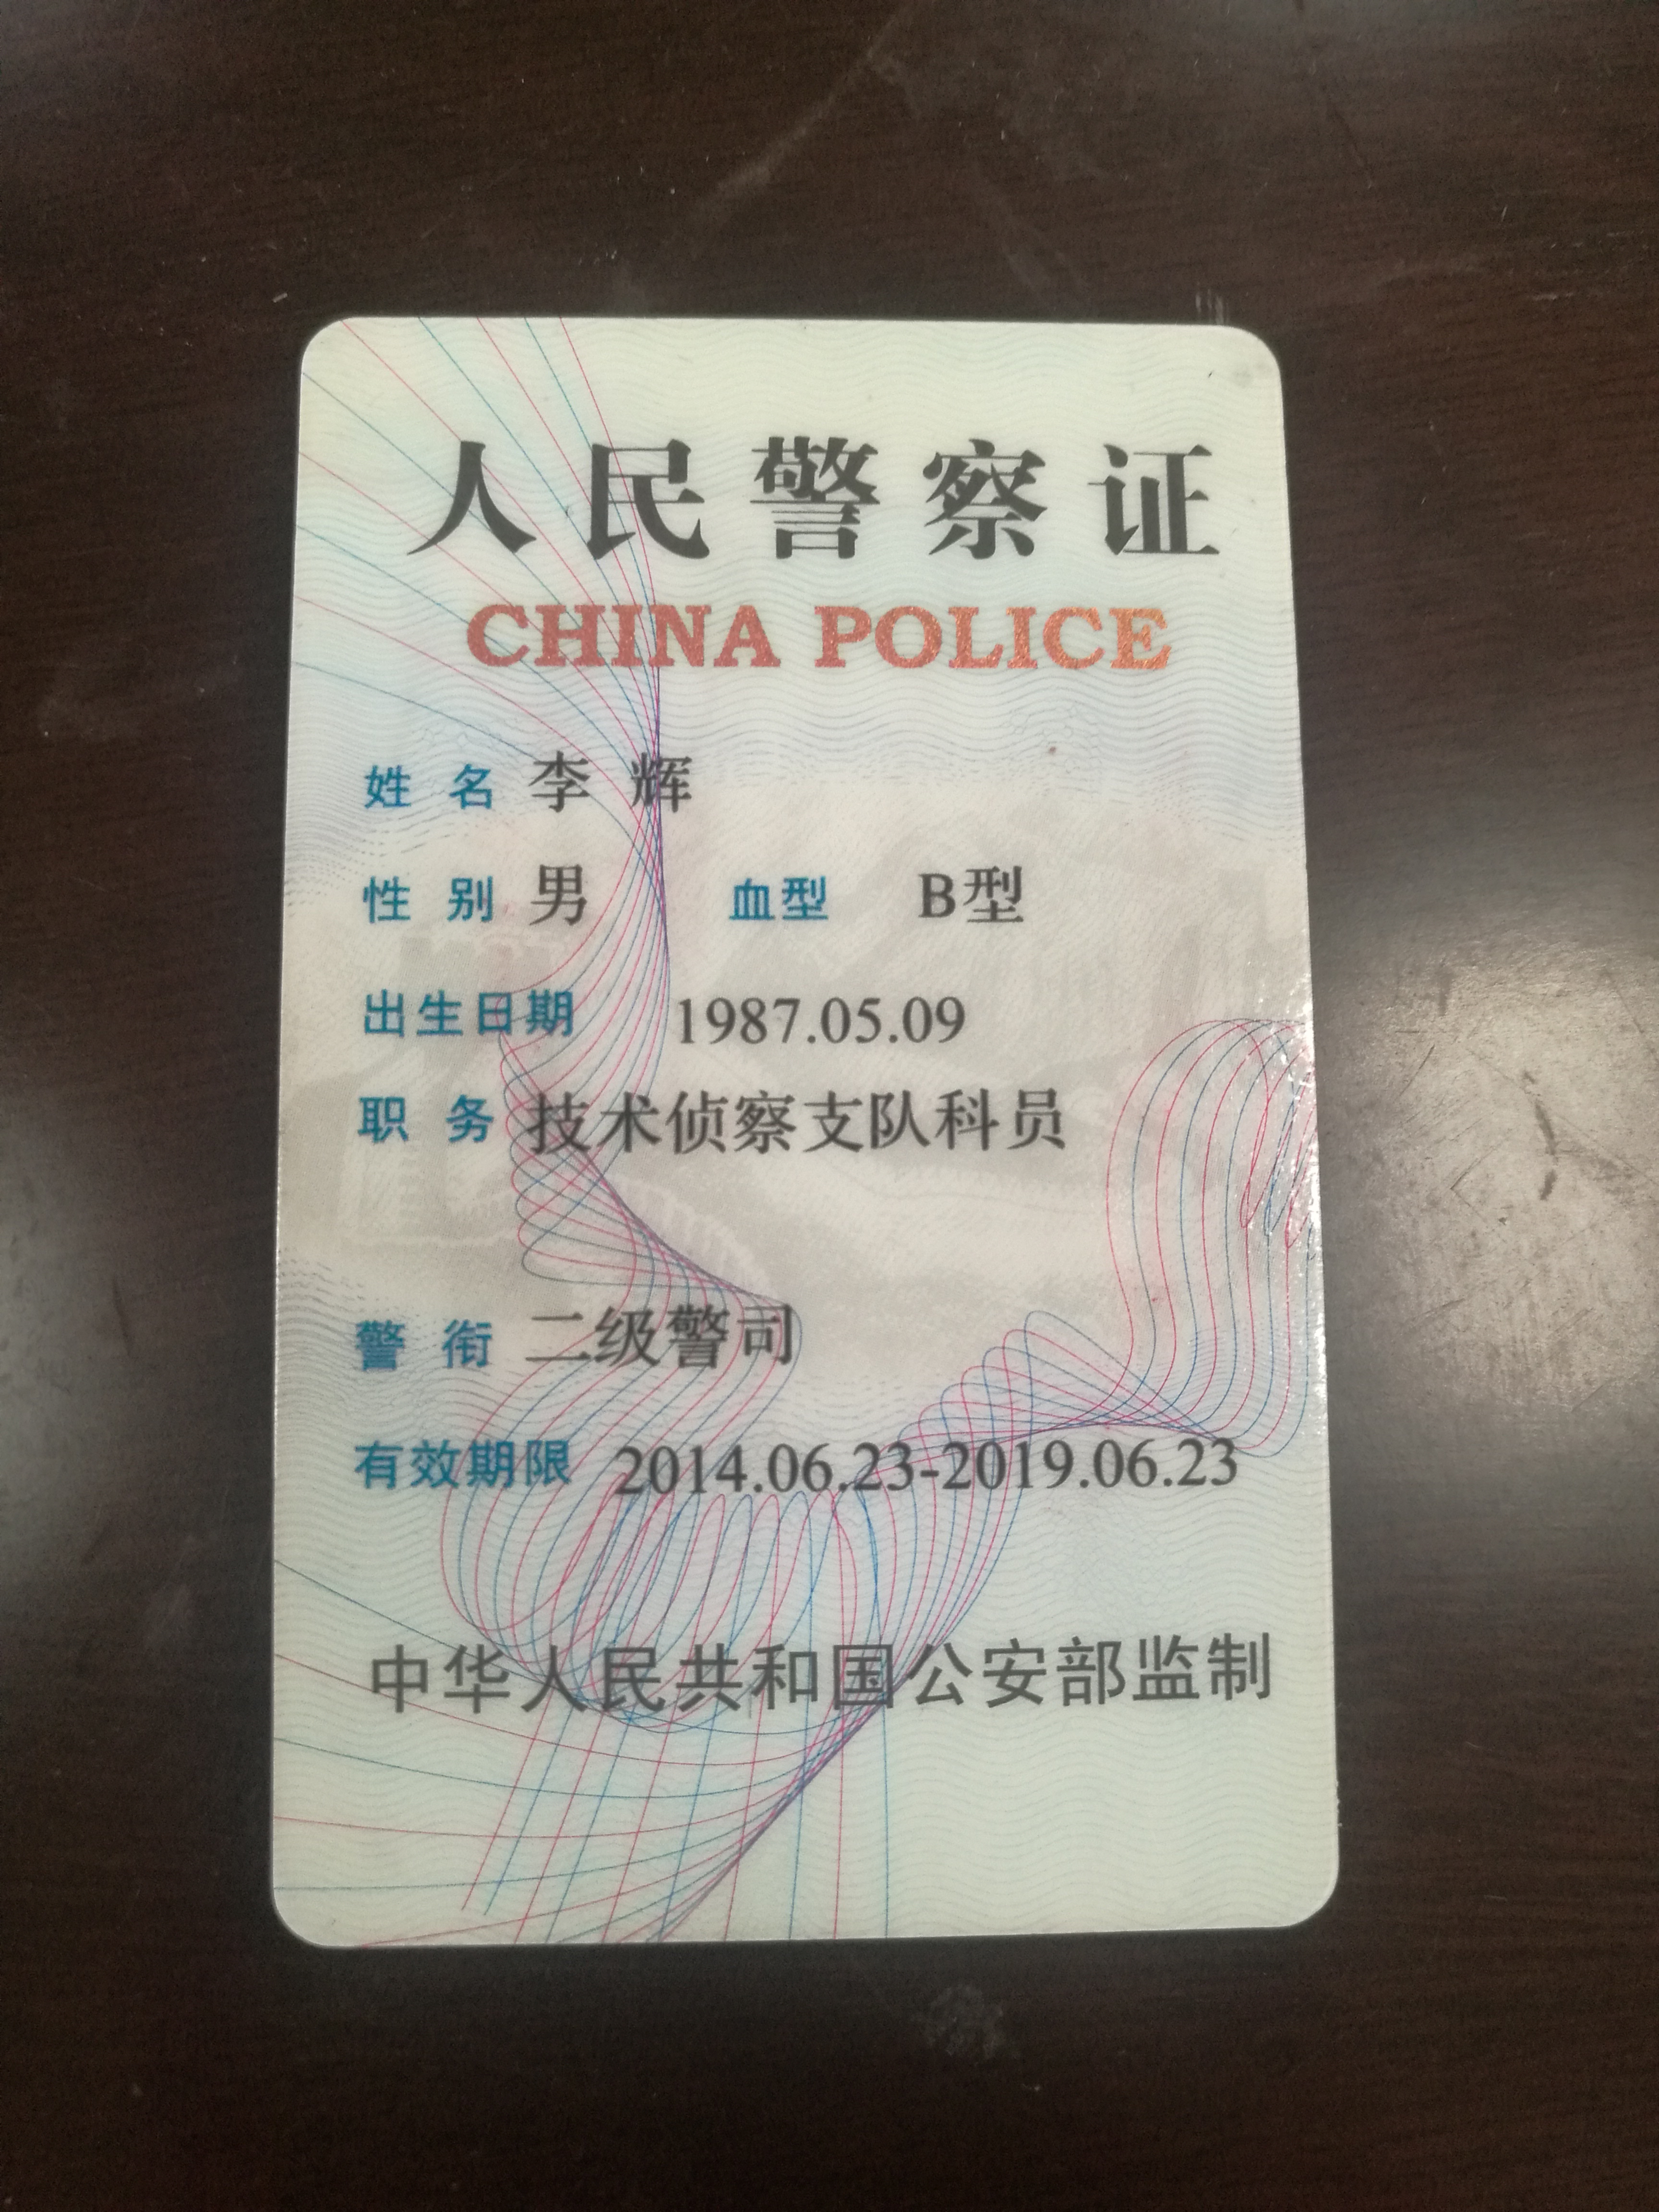 人民警察证
CHINA POLICE
姓名 李辉
性别 男 血型 B型
出生日期 1987.05.09
职务 技术侦察支队科员
警衔 二级警司
有效期限 2014.06.23-2019.06.23
中华人民共和国公安部监制